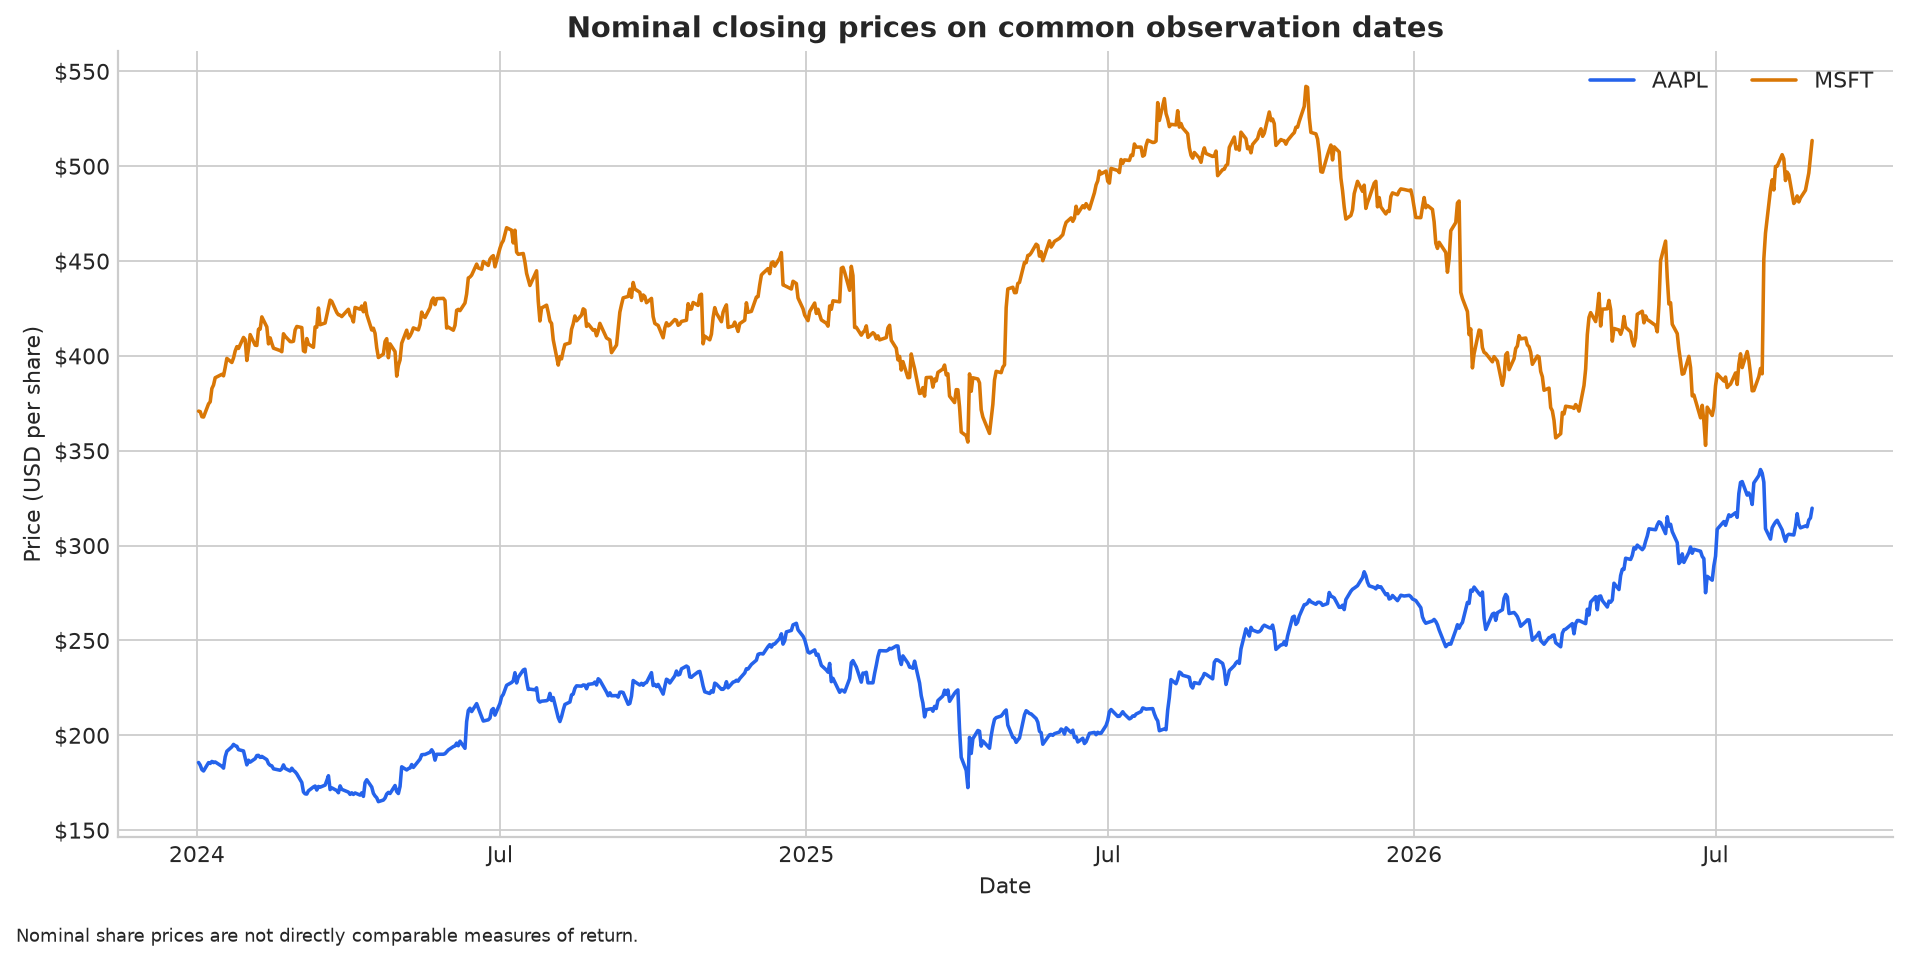 Nominal closing prices on common observation dates
AAPL MSFT
$550
$500
$450
$400
$350
$300
$250
$200
$150
Price (USD per share)
2024 Jul 2025 Jul 2026 Jul
Date
Nominal share prices are not directly comparable measures of return.